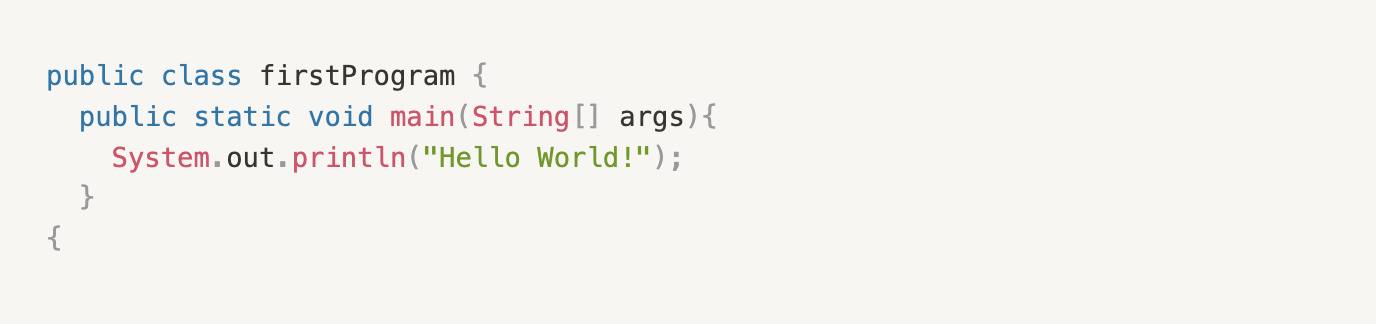 public class firstProgram {
  public static void main(String[] args){
    System.out.println("Hello World!");
  }
{